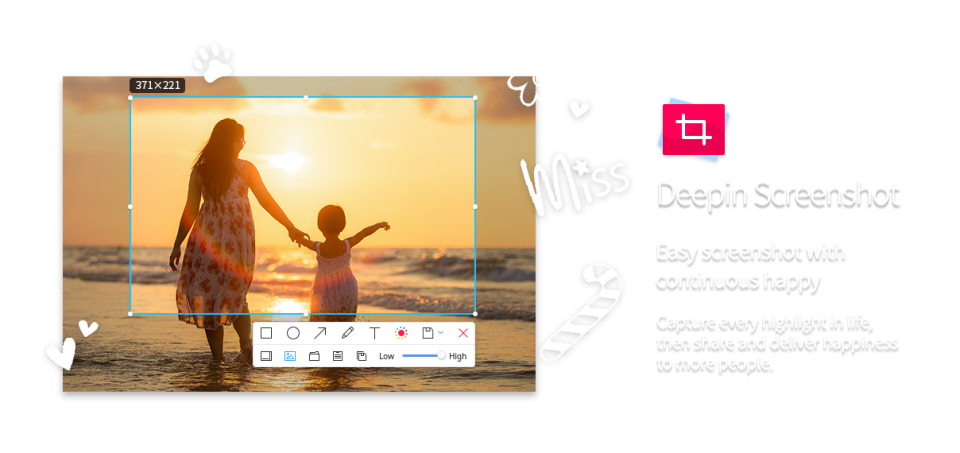 371×221
Miss
Low High
Deepin Screenshot
Easy screenshot with
continuous happy
Capture every highlight in life,
then share and deliver happiness
to more people.